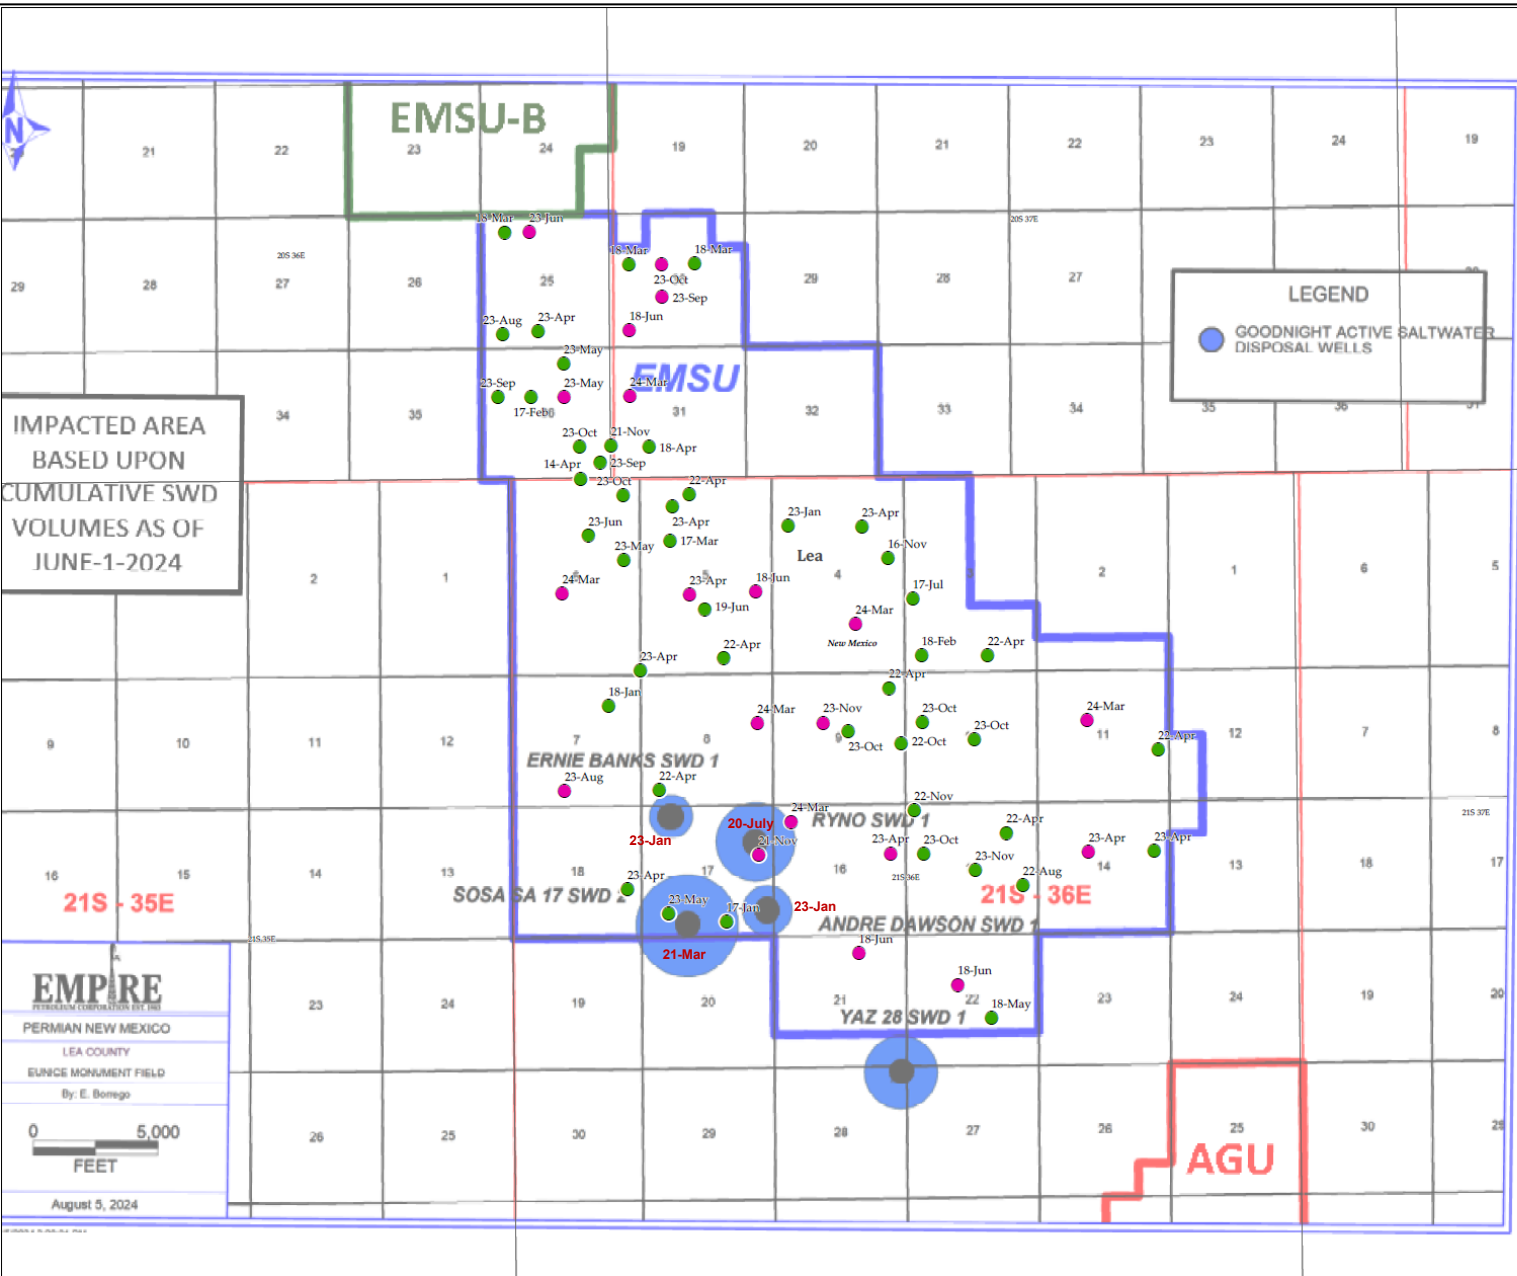 EMSU-B
N
21
22
23
24
19
20
21
22
23
24
19
18-Mar
23-Jun
20S 37E
20S 36E
18-Mar
18-Mar
29
28
27
26
25
23-Oct
29
28
27
23-Sep
LEGEND
GOODNIGHT ACTIVE SALTWATER
DISPOSAL WELLS
23-Aug
23-Apr
18-Jun
23-May
EMSU
23-Sep
23-May
24-Mar
17-Feb
34
35
31
32
33
34
35
36
31
IMPACTED AREA
BASED UPON
CUMULATIVE SWD
VOLUMES AS OF
JUNE-1-2024
23-Oct
21-Nov
18-Apr
14-Apr
23-Sep
23-Oct
22-Apr
23-Jun
23-Apr
23-Jan
23-Apr
17-Mar
23-May
Lea
16-Nov
2
1
5
4
3
2
1
6
5
24-Mar
23-Apr
18-Jun
17-Jul
19-Jun
24-Mar
New Mexico
18-Feb
22-Apr
23-Apr
22-Apr
22-Apr
18-Jan
24-Mar
23-Nov
23-Oct
24-Mar
9
10
11
12
7
8
9
23-Oct
22-Oct
23-Oct
11
22-Apr
12
7
8
ERNIE BANKS SWD 1
23-Aug
22-Apr
22-Nov
24-Mar
RYNO SWD 1
21S 37E
23-Jan
20-July
21-Nov
23-Apr
23-Oct
22-Apr
23-Apr
23-Apr
16
15
14
13
18
17
16
23-Nov
14
13
18
17
21S 36E
22-Aug
21S - 35E
SOSA SA 17 SWD 2
23-Apr
21S - 36E
23-May
17-Jan
23-Jan
ANDRE DAWSON SWD 1
21S 35E
21-Mar
18-Jun
18-Jun
EMPIRE
PETROLEUM CORPORATION EST. 1983
23
24
19
20
21
22
23
24
19
20
18-May
YAZ 28 SWD 1
PERMIAN NEW MEXICO
LEA COUNTY
EUNICE MONUMENT FIELD
By: E. Borrego
0
5,000
FEET
26
25
30
29
28
27
26
25
30
29
AGU
August 5, 2024